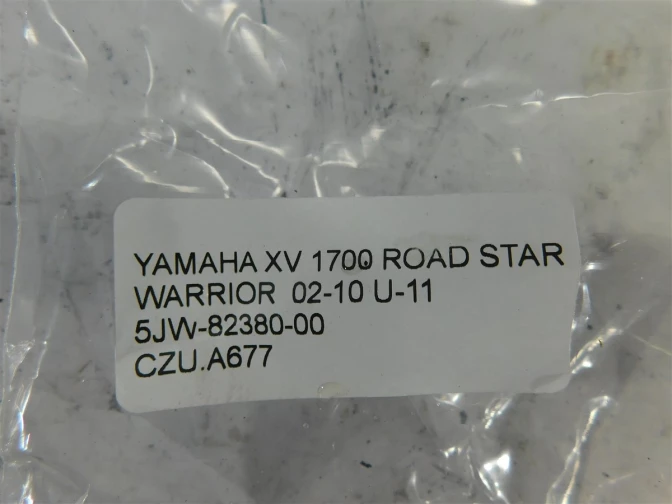 YAMAHA XV 1700 ROAD STAR
WARRIOR 02-10 U-11
5JW-82380-00
CZU.A677